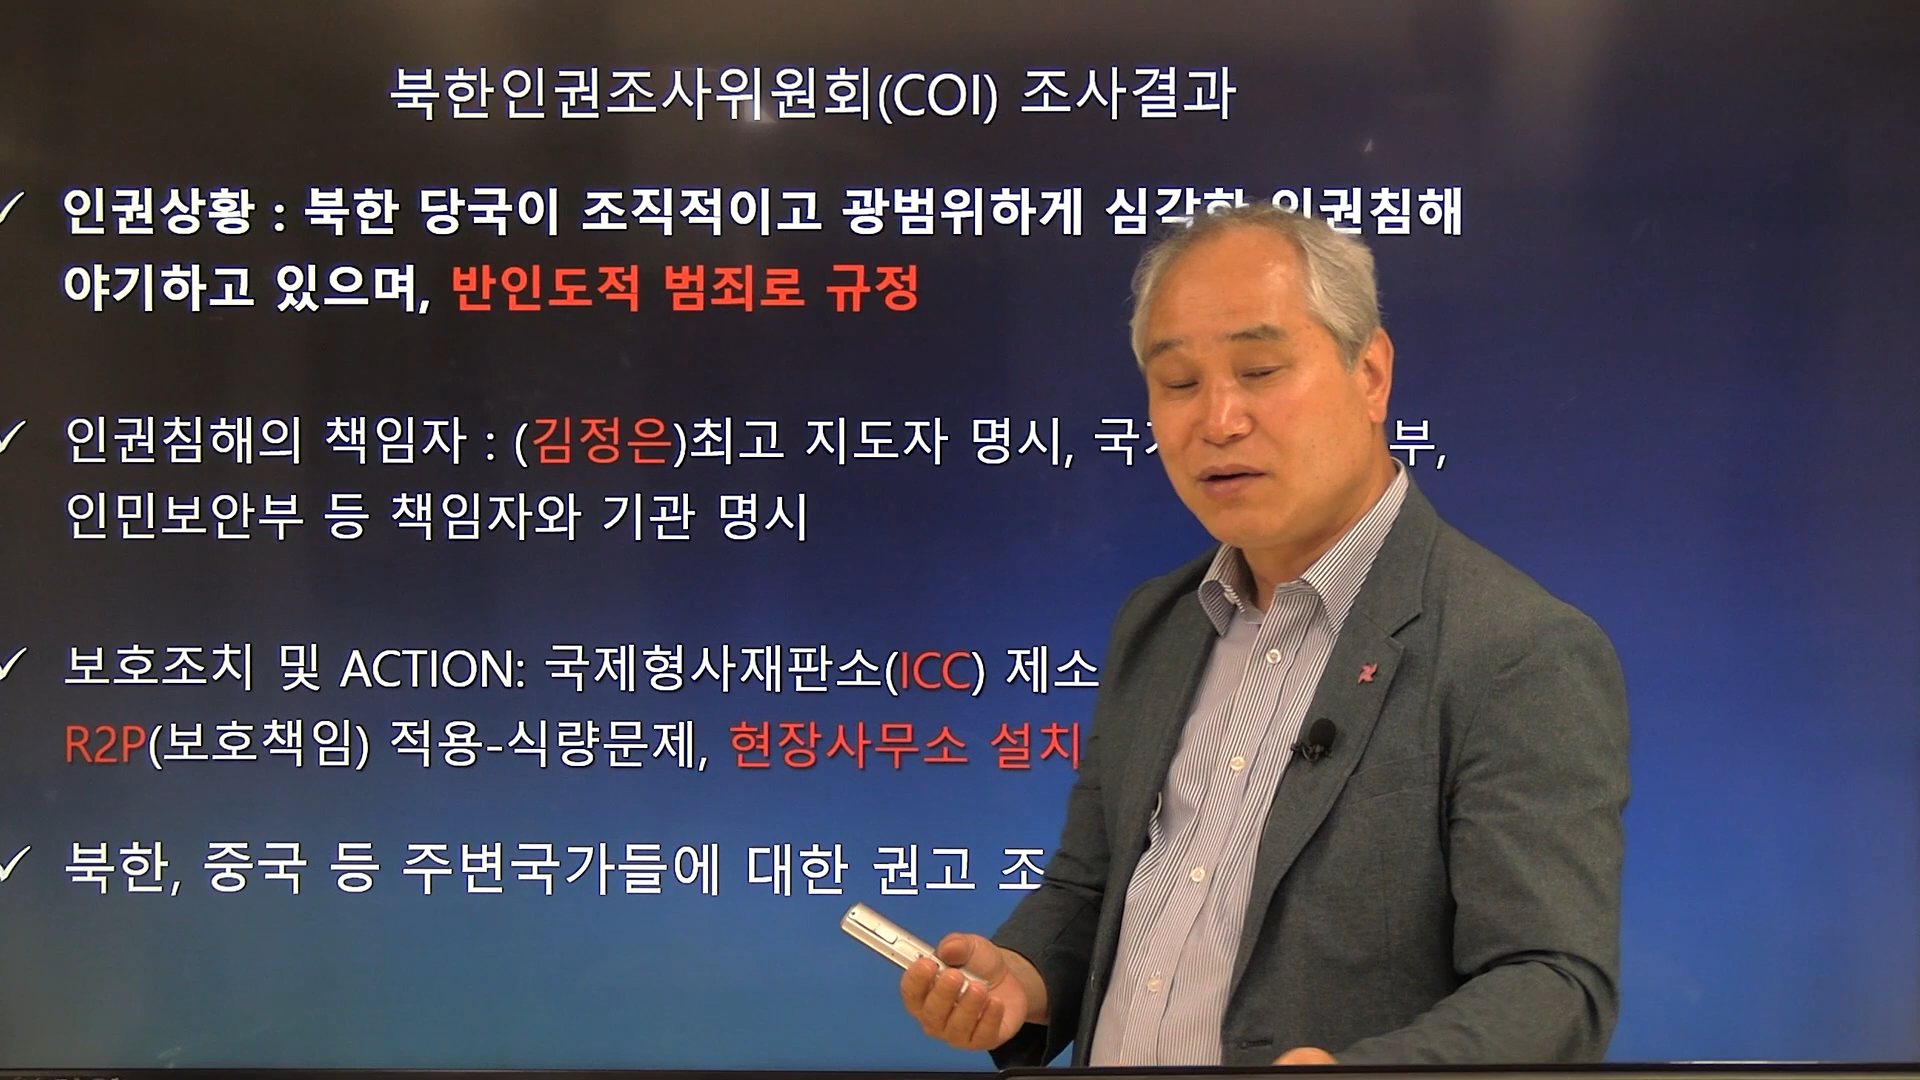 북한인권조사위원회(COI) 조사결과
✓ 인권상황 : 북한 당국이 조직적이고 광범위하게 심각한 인권침해
야기하고 있으며, 반인도적 범죄로 규정
✓ 인권침해의 책임자 : (김정은)최고 지도자 명시, 부,
인민보안부 등 책임자와 기관 명시
✓ 보호조치 및 ACTION: 국제형사재판소(ICC) 제소
R2P(보호책임) 적용-식량문제, 현장사무소 설치
✓ 북한, 중국 등 주변국가들에 대한 권고 조